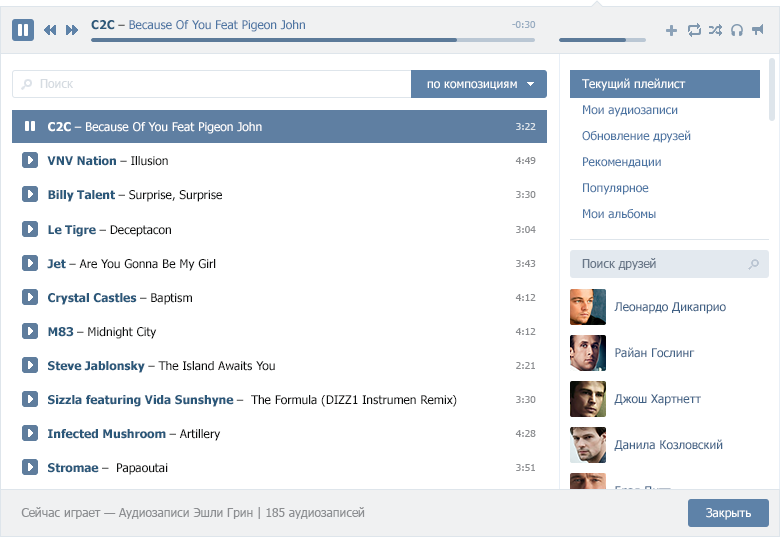 C2C – Because Of You Feat Pigeon John
-0:30
Поиск
по композициям
C2C – Because Of You Feat Pigeon John 3:22
VNV Nation – Illusion 4:49
Billy Talent – Surprise, Surprise 3:30
Le Tigre – Deceptacon 3:04
Jet – Are You Gonna Be My Girl 3:43
Crystal Castles – Baptism 4:12
M83 – Midnight City 4:12
Steve Jablonsky – The Island Awaits You 2:21
Sizzla featuring Vida Sunshyne – The Formula (DIZZ1 Instrumen Remix) 3:30
Infected Mushroom – Artillery 4:28
Stromae – Papaoutai 3:51
Текущий плейлист
Мои аудиозаписи
Обновление друзей
Рекомендации
Популярное
Мои альбомы
Поиск друзей
Леонардо Дикаприо
Райан Гослинг
Джош Хартнетт
Данила Козловский
Сейчас играет — Аудиозаписи Эшли Грин | 185 аудиозаписей
Закрыть